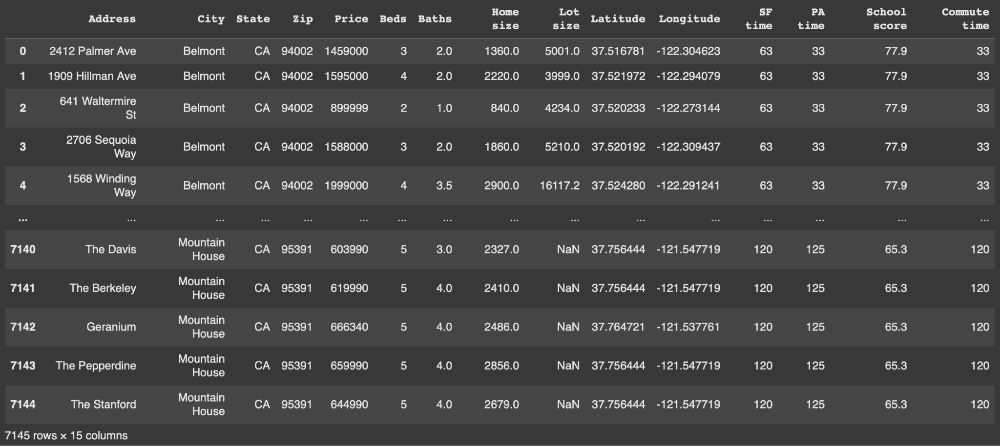 Address City State Zip Price Beds Baths Home size Lot size Latitude Longitude SF time PA time School score Commute time
0 2412 Palmer Ave Belmont CA 94002 1459000 3 2.0 1360.0 5001.0 37.516781 -122.304623 63 33 77.9 33
1 1909 Hillman Ave Belmont CA 94002 1595000 4 2.0 2220.0 3999.0 37.521972 -122.294079 63 33 77.9 33
2 641 Waltermire St Belmont CA 94002 899999 2 1.0 840.0 4234.0 37.520233 -122.273144 63 33 77.9 33
3 2706 Sequoia Way Belmont CA 94002 1588000 3 2.0 1860.0 5210.0 37.520192 -122.309437 63 33 77.9 33
4 1568 Winding Way Belmont CA 94002 1999000 4 3.5 2900.0 16117.2 37.524280 -122.291241 63 33 77.9 33
... ... ... ... ... ... ... ... ... ... ... ... ... ... ... ...
7140 The Davis Mountain House CA 95391 603990 5 3.0 2327.0 NaN 37.756444 -121.547719 120 125 65.3 120
7141 The Berkeley Mountain House CA 95391 619990 5 4.0 2410.0 NaN 37.756444 -121.547719 120 125 65.3 120
7142 Geranium Mountain House CA 95391 666340 5 4.0 2486.0 NaN 37.764721 -121.537761 120 125 65.3 120
7143 The Pepperdine Mountain House CA 95391 659990 5 4.0 2856.0 NaN 37.756444 -121.547719 120 125 65.3 120
7144 The Stanford Mountain House CA 95391 644990 5 4.0 2679.0 NaN 37.756444 -121.547719 120 125 65.3 120
7145 rows × 15 columns